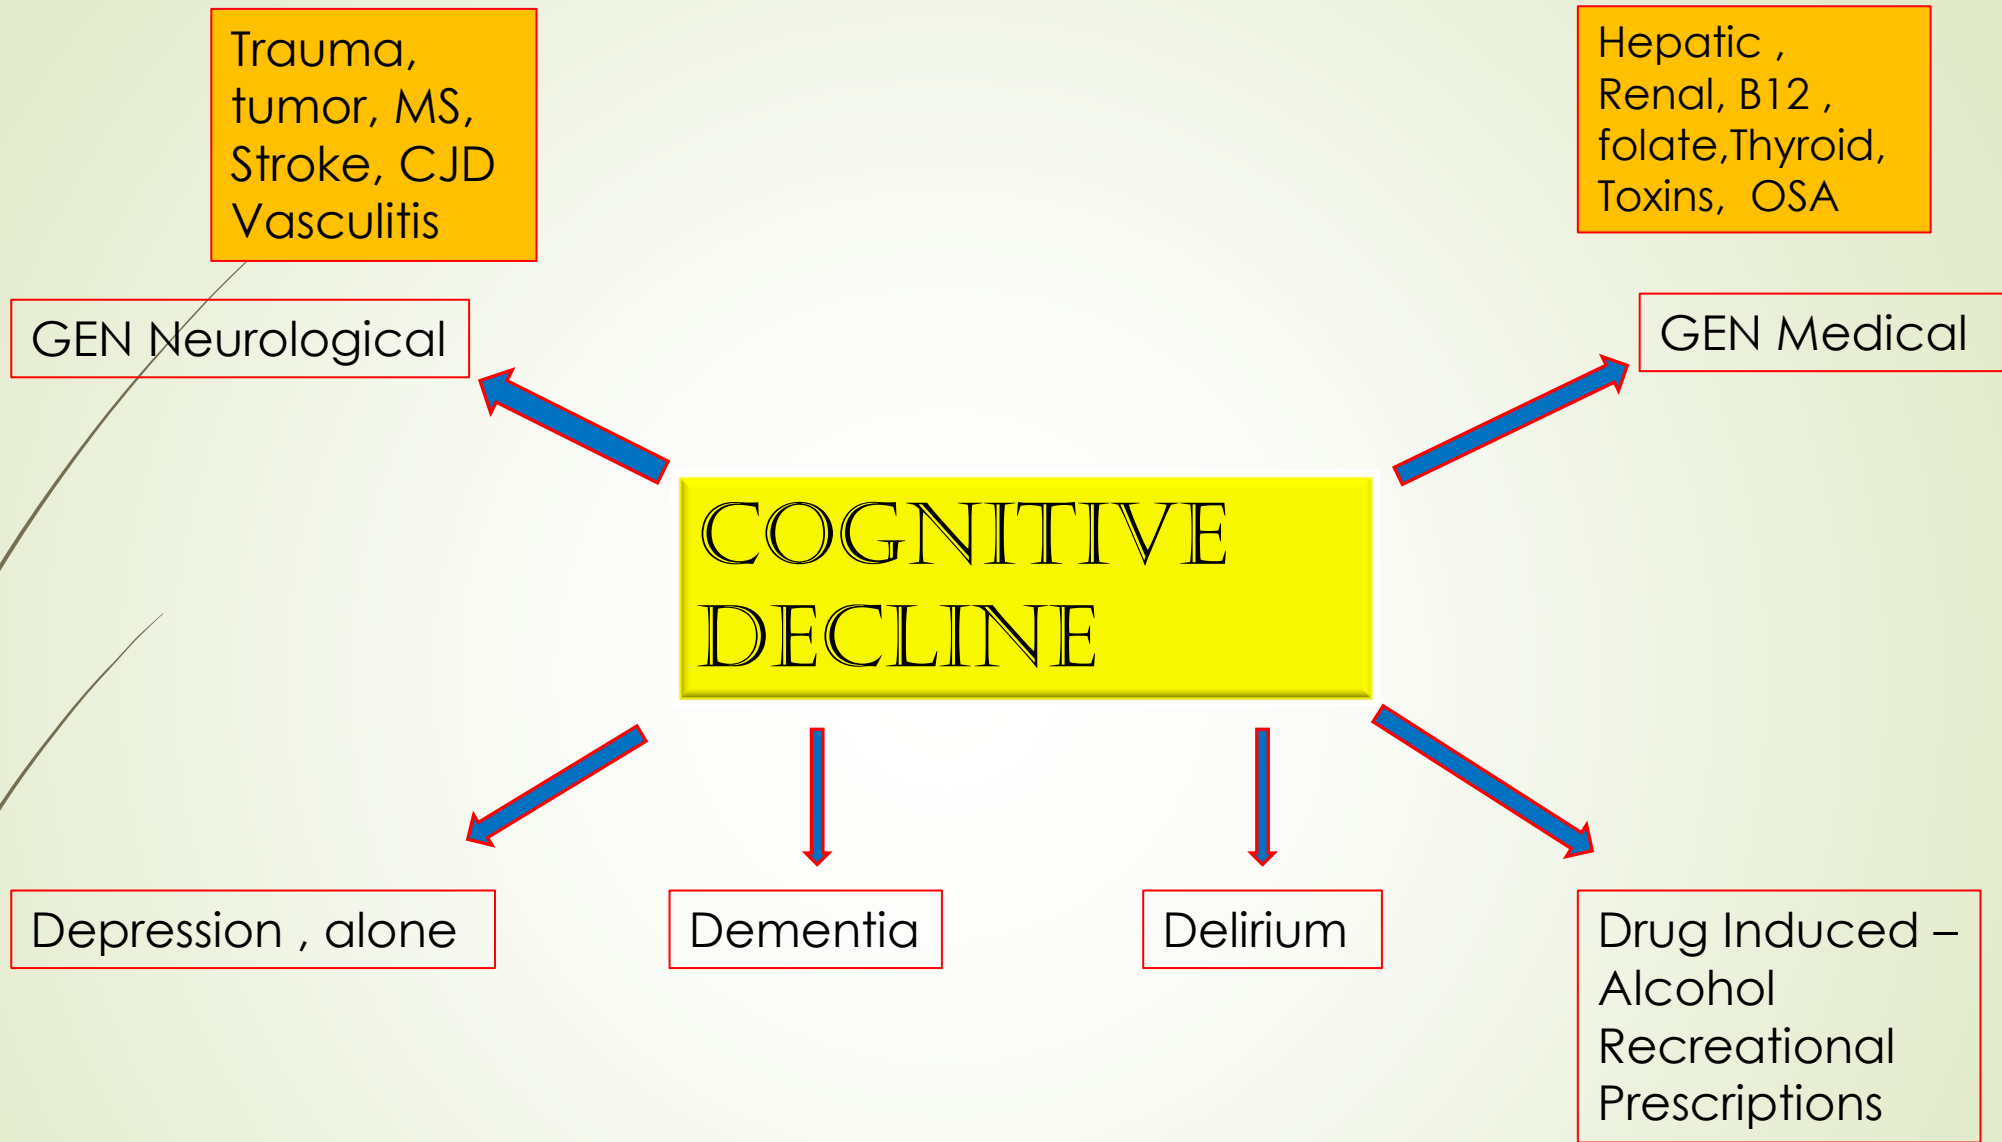 Trauma,
tumor, MS,
Stroke, CJD
Vasculitis
Hepatic ,
Renal, B12 ,
folate,Thyroid,
Toxins, OSA
GEN Neurological
GEN Medical
COGNITIVE
DECLINE
Depression , alone
Dementia
Delirium
Drug Induced –
Alcohol
Recreational
Prescriptions